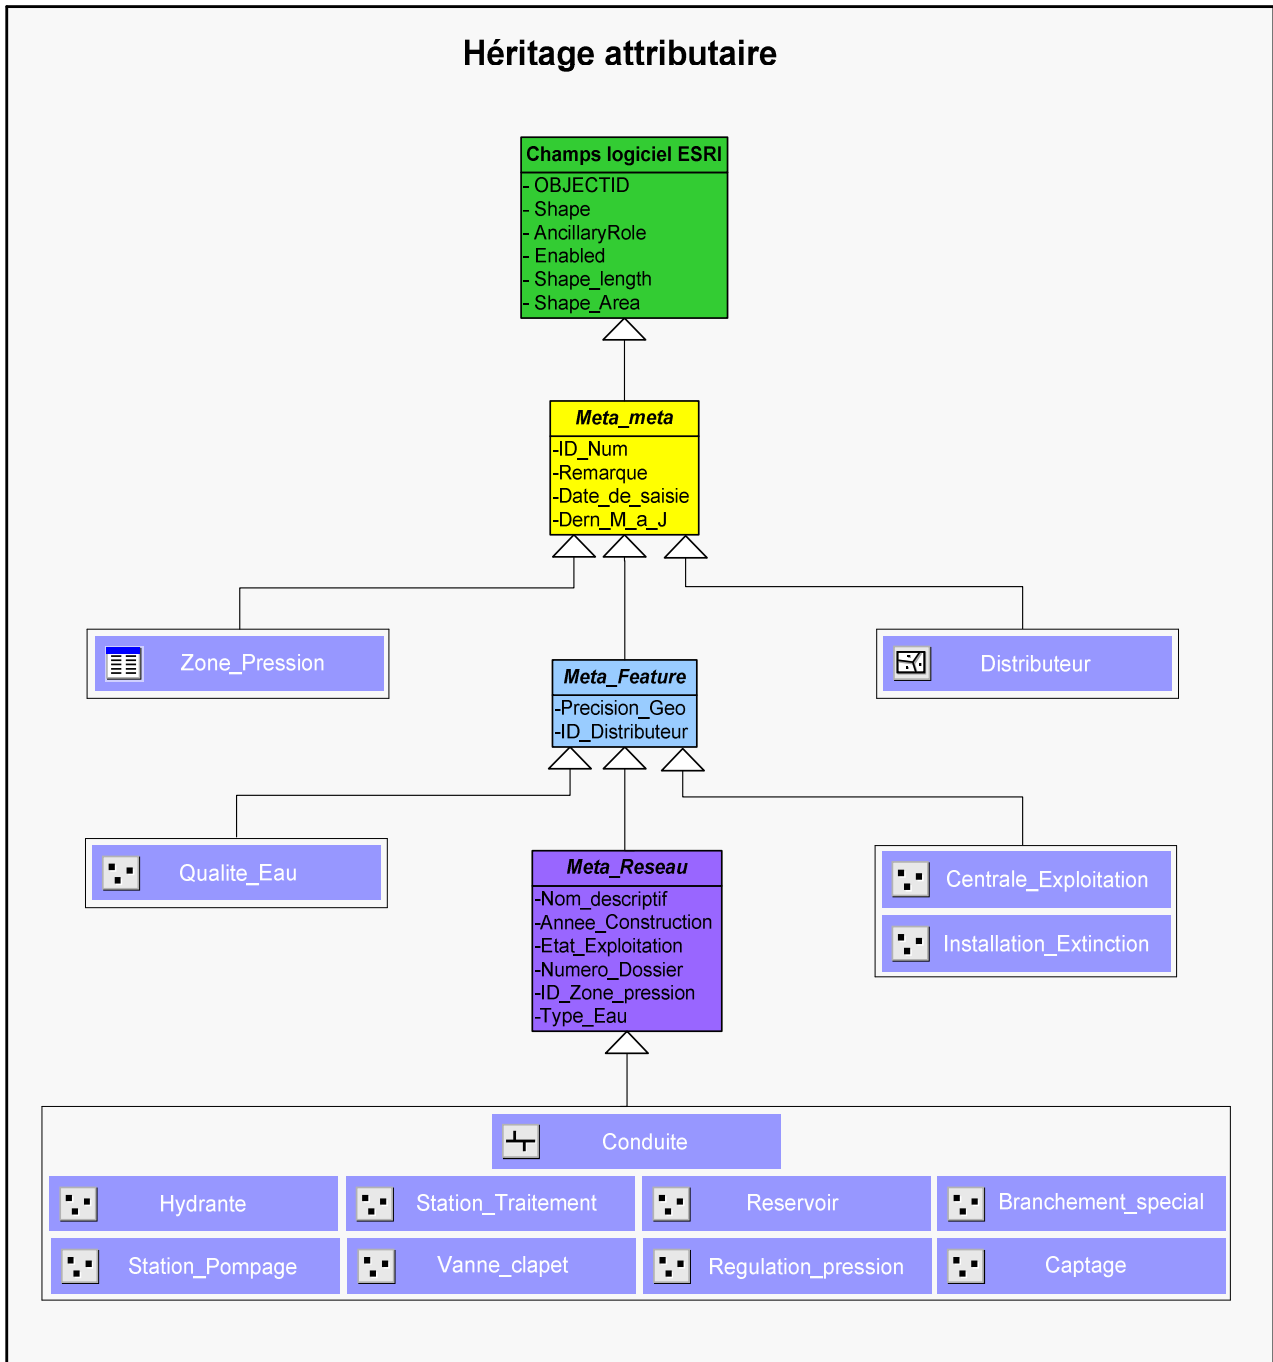 Héritage attributaire
Champs logiciel ESRI
- OBJECTID
- Shape
- AncillaryRole
- Enabled
- Shape_length
- Shape_Area
Meta_meta
-ID_Num
-Remarque
-Date_de_saisie
-Dern_M_a_J
Zone_Pression
Distributeur
Meta_Feature
-Precision_Geo
-ID_Distributeur
Qualite_Eau
Centrale_Exploitation
Installation_Extinction
Meta_Reseau
-Nom_descriptif
-Annee_Construction
-Etat_Exploitation
-Numero_Dossier
-ID_Zone_pression
-Type_Eau
Conduite
Hydrante
Station_Traitement
Reservoir
Branchement_special
Station_Pompage
Vanne_clapet
Regulation_pression
Captage